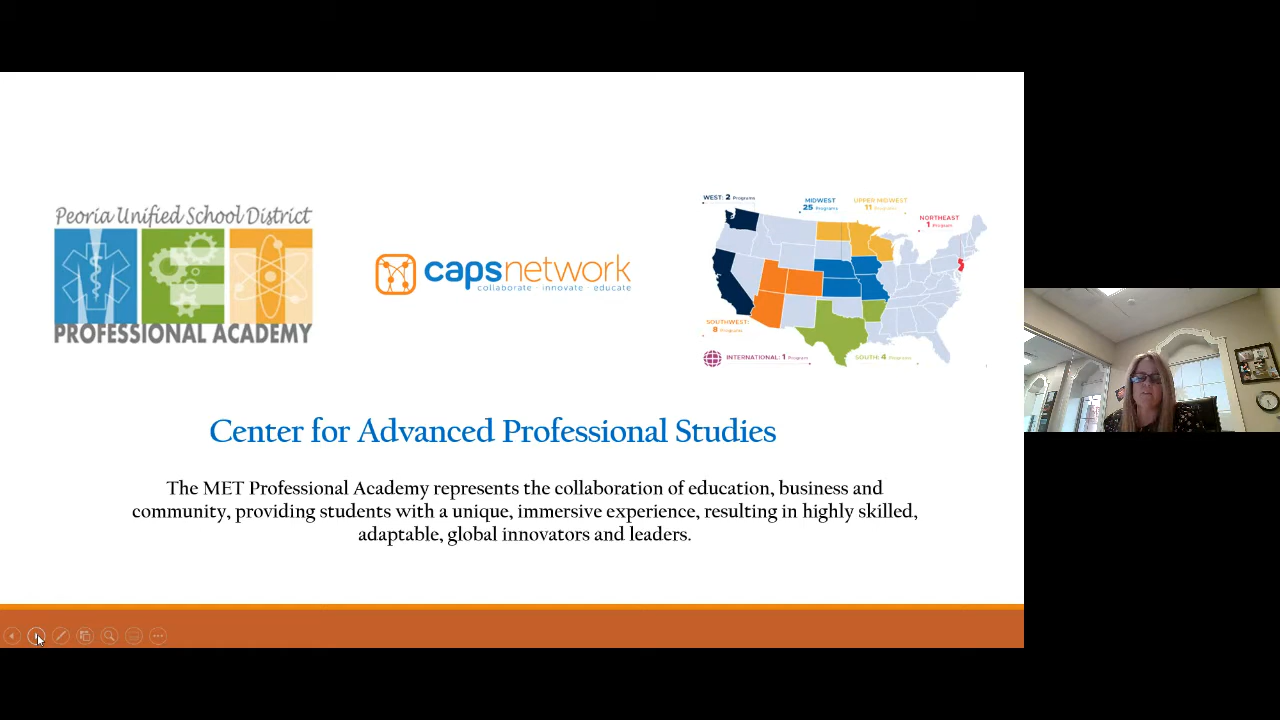 Peoria Unified School District
MET
PROFESSIONAL ACADEMY
capsnetwork
collaborate · innovate · educate
WEST: 2 Programs
MIDWEST
25 Programs
UPPER MIDWEST
11 Programs
NORTHEAST
1 Program
SOUTHWEST:
8 Programs
INTERNATIONAL: 1 Program
SOUTH: 4 Programs
Center for Advanced Professional Studies
The MET Professional Academy represents the collaboration of education, business and
community, providing students with a unique, immersive experience, resulting in highly skilled,
adaptable, global innovators and leaders.